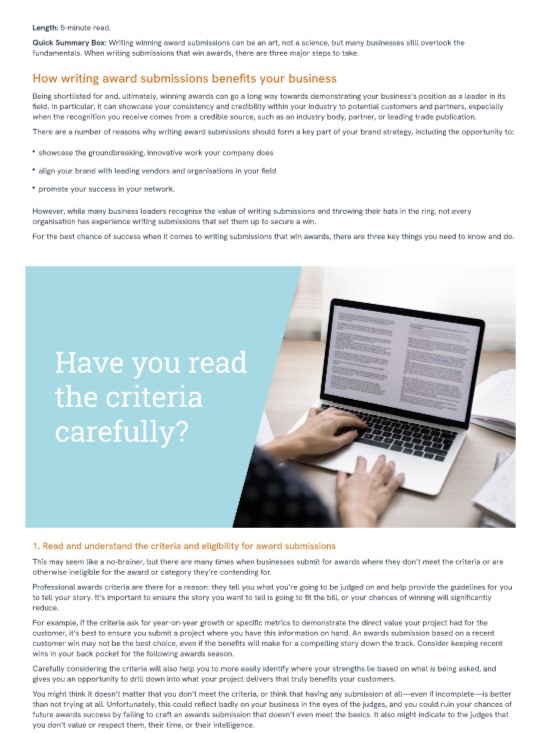 Length: 5-minute read.
Quick Summary Box: Writing winning award submissions can be an art, not a science, but many businesses still overlook the
fundamentals. When writing submissions that win awards, there are three major steps to take.
How writing award submissions benefits your business
Being shortlisted for and, ultimately, winning awards can go a long way towards demonstrating your business's position as a leader in its
field. In particular, it can showcase your consistency and credibility within your industry to potential customers and partners, especially
when the recognition you receive comes from a credible source, such as an industry body, partner, or leading trade publication.
There are a number of reasons why writing award submissions should form a key part of your brand strategy, including the opportunity to:
• showcase the groundbreaking, innovative work your company does
• align your brand with leading vendors and organisations in your field
• promote your success in your network.
However, while many business leaders recognise the value of writing submissions and throwing their hats in the ring, not every
organisation has experience writing submissions that set them up to secure a win.
For the best chance of success when it comes to writing submissions that win awards, there are three key things you need to know and do.
Have you read
the criteria
carefully?
1. Read and understand the criteria and eligibility for award submissions
This may seem like a no-brainer, but there are many times when businesses submit for awards where they don't meet the criteria or are
otherwise ineligible for the award or category they're contending for.
Professional awards criteria are there for a reason: they tell you what you're going to be judged on and help provide the guidelines for you
to tell your story. It's important to ensure the story you want to tell is going to fit the bill, or your chances of winning will significantly
reduce.
For example, if the criteria ask for year-on-year growth or specific metrics to demonstrate the direct value your project had for the
customer, it's best to ensure you submit a project where you have this information on hand. An awards submission based on a recent
customer win may not be the best choice, even if the benefits will make for a compelling story down the track. Consider keeping recent
wins in your back pocket for the following awards season.
Carefully considering the criteria will also help you to more easily identify where your strengths lie based on what is being asked, and
gives you an opportunity to drill down into what your project delivers that truly benefits your customers.
You might think it doesn't matter that you don't meet the criteria, or think that having any submission at all—even if incomplete—is better
than not trying at all. Unfortunately, this could reflect badly on your business in the eyes of the judges, and you could ruin your chances of
future awards success by failing to craft an awards submission that doesn't even meet the basics. It also might indicate to the judges that
you don't value or respect them, their time, or their intelligence.